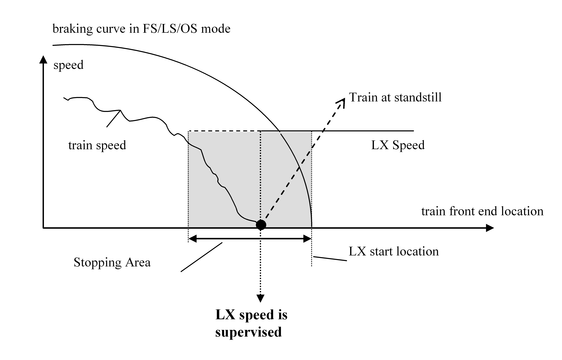 braking curve in FS/LS/OS mode
speed
Train at standstill
train speed
LX Speed
train front end location
LX start location
Stopping Area
LX speed is
supervised